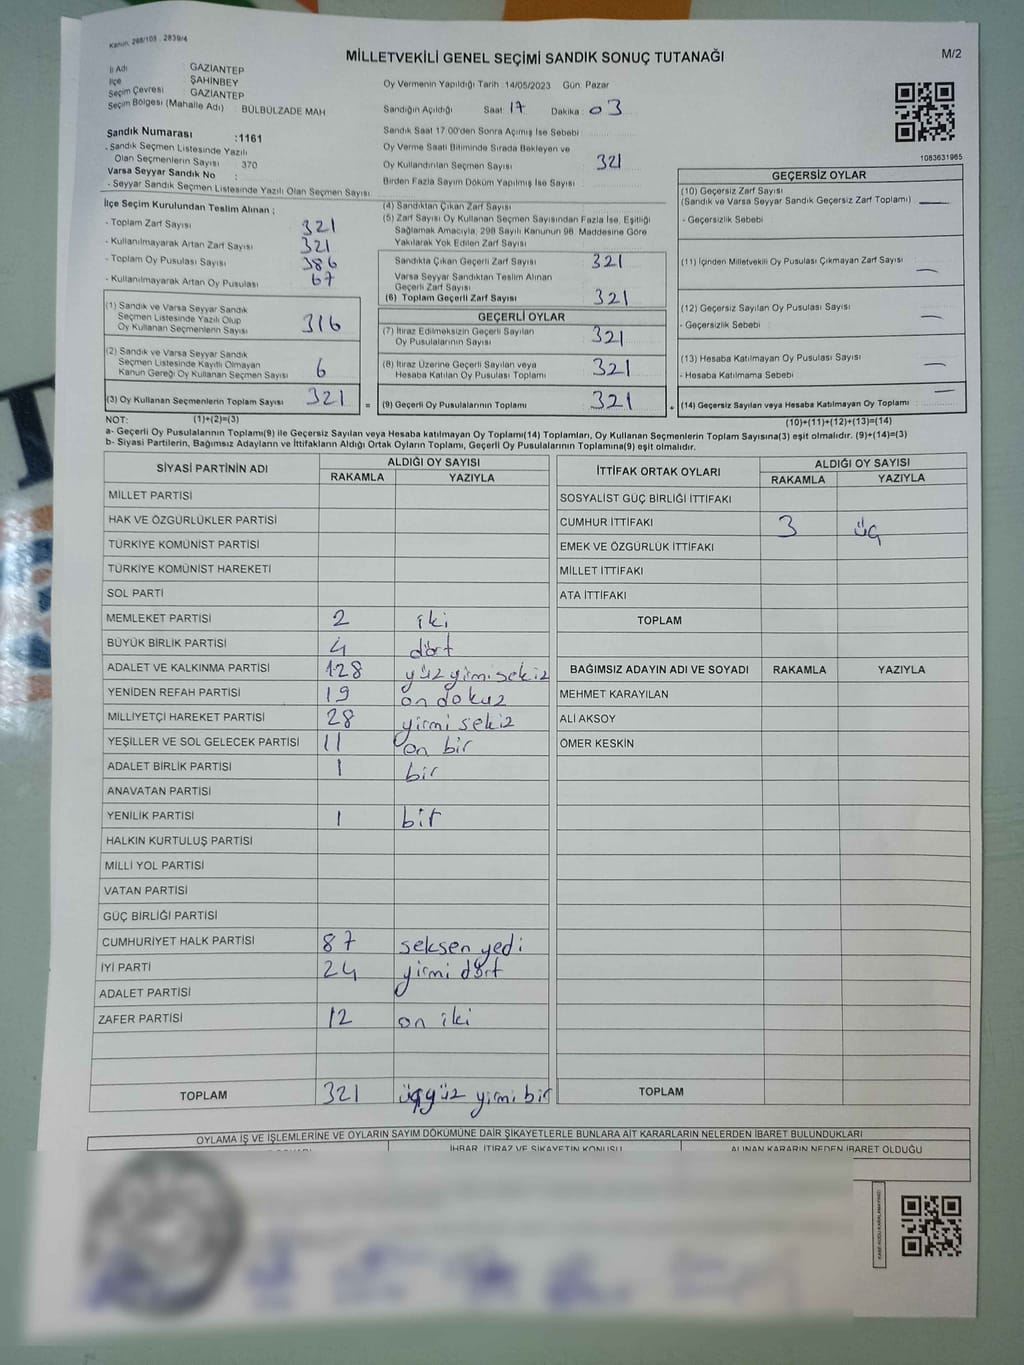 Kanun, 298/105 . 2839/4
MİLLETVEKİLİ GENEL SEÇİMİ SANDIK SONUÇ TUTANAĞI
M/2
İl Adı : GAZİANTEP
İlçe : ŞAHİNBEY
Seçim Çevresi : GAZİANTEP
Seçim Bölgesi (Mahalle Adı) : BÜLBÜLZADE MAH
Sandık Numarası :1161
- Sandık Seçmen Listesinde Yazılı
Olan Seçmenlerin Sayısı : 370
Varsa Seyyar Sandık No :
- Seyyar Sandık Seçmen Listesinde Yazılı Olan Seçmen Sayısı
Oy Vermenin Yapıldığı Tarih : 14/05/2023 Gün: Pazar
Sandığın Açıldığı Saat: 17 Dakika: 03
Sandık Saat 17.00'den Sonra Açılmış İse Sebebi
Oy Verme Saati Bitiminde Sırada Bekleyen ve
Oy Kullandırılan Seçmen Sayısı 321
Birden Fazla Sayım Döküm Yapılmış İse Sayısı
1083631965
İlçe Seçim Kurulundan Teslim Alınan :
- Toplam Zarf Sayısı : 321
- Kullanılmayarak Artan Zarf Sayısı : 321
- Toplam Oy Pusulası Sayısı : 386
- Kullanılmayarak Artan Oy Pusulası : 67
(1) Sandık ve Varsa Seyyar Sandık
Seçmen Listesinde Yazılı Olup
Oy Kullanan Seçmenlerin Sayısı : 316
(2) Sandık ve Varsa Seyyar Sandık
Seçmen Listesinde Kayıtlı Olmayan
Kanun Gereği Oy Kullanan Seçmen Sayısı : 6
(3) Oy Kullanan Seçmenlerin Toplam Sayısı : 321
(4) Sandıktan Çıkan Zarf Sayısı
(5) Zarf Sayısı Oy Kullanan Seçmen Sayısından Fazla İse, Eşitliği
Sağlamak Amacıyla, 298 Sayılı Kanunun 98. Maddesine Göre
Yakılarak Yok Edilen Zarf Sayısı
Sandıkta Çıkan Geçerli Zarf Sayısı 321
Varsa Seyyar Sandıktan Teslim Alınan
Geçerli Zarf Sayısı
(6) Toplam Geçerli Zarf Sayısı 321
GEÇERLİ OYLAR
(7) İtiraz Edilmeksizin Geçerli Sayılan
Oy Pusulalarının Sayısı 321
(8) İtiraz Üzerine Geçerli Sayılan veya
Hesaba Katılan Oy Pusulası Toplamı 321
= (9) Geçerli Oy Pusulalarının Toplamı 321
GEÇERSİZ OYLAR
(10) Geçersiz Zarf Sayısı
(Sandık ve Varsa Seyyar Sandık Geçersiz Zarf Toplamı) —
- Geçersizlik Sebebi :
(11) İçinden Milletvekili Oy Pusulası Çıkmayan Zarf Sayısı —
(12) Geçersiz Sayılan Oy Pusulası Sayısı —
- Geçersizlik Sebebi :
(13) Hesaba Katılmayan Oy Pusulası Sayısı —
- Hesaba Katılmama Sebebi :
+ (14) Geçersiz Sayılan veya Hesaba Katılmayan Oy Toplamı : —
NOT: (1)+(2)=(3)
(10)+(11)+(12)+(13)=(14)
a- Geçerli Oy Pusulalarının Toplamı(9) ile Geçersiz Sayılan veya Hesaba katılmayan Oy Toplamı(14) Toplamları, Oy Kullanan Seçmenlerin Toplam Sayısına(3) eşit olmalıdır. (9)+(14)=(3)
b- Siyasi Partilerin, Bağımsız Adayların ve İttifakların Aldığı Ortak Oyların Toplamı, Geçerli Oy Pusulalarının Toplamına(9) eşit olmalıdır.
SİYASİ PARTİNİN ADI
ALDIĞI OY SAYISI
RAKAMLA YAZIYLA
MİLLET PARTİSİ
HAK VE ÖZGÜRLÜKLER PARTİSİ
TÜRKİYE KOMÜNİST PARTİSİ
TÜRKİYE KOMÜNİST HAREKETİ
SOL PARTİ
MEMLEKET PARTİSİ 2 iki
BÜYÜK BİRLİK PARTİSİ 4 dört
ADALET VE KALKINMA PARTİSİ 128 yüz yirmi sekiz
YENİDEN REFAH PARTİSİ 19 on dokuz
MİLLİYETÇİ HAREKET PARTİSİ 28 yirmi sekiz
YEŞİLLER VE SOL GELECEK PARTİSİ 11 on bir
ADALET BİRLİK PARTİSİ 1 bir
ANAVATAN PARTİSİ
YENİLİK PARTİSİ 1 bir
HALKIN KURTULUŞ PARTİSİ
MİLLİ YOL PARTİSİ
VATAN PARTİSİ
GÜÇ BİRLİĞİ PARTİSİ
CUMHURİYET HALK PARTİSİ 87 seksen yedi
İYİ PARTİ 24 yirmi dört
ADALET PARTİSİ
ZAFER PARTİSİ 12 on iki
TOPLAM 321 üçyüz yirmi bir
İTTİFAK ORTAK OYLARI
ALDIĞI OY SAYISI
RAKAMLA YAZIYLA
SOSYALİST GÜÇ BİRLİĞİ İTTİFAKI
CUMHUR İTTİFAKI 3 üç
EMEK VE ÖZGÜRLÜK İTTİFAKI
MİLLET İTTİFAKI
ATA İTTİFAKI
TOPLAM
BAĞIMSIZ ADAYIN ADI VE SOYADI RAKAMLA YAZIYLA
MEHMET KARAYILAN
ALİ AKSOY
ÖMER KESKİN
TOPLAM
OYLAMA İŞ VE İŞLEMLERİNE VE OYLARIN SAYIM DÖKÜMÜNE DAİR ŞİKAYETLERLE BUNLARA AİT KARARLARIN NELERDEN İBARET BULUNDUKLARI
İHBAR, İTİRAZ VE ŞİKAYETİN KONUSU
ALINAN KARARIN NEDEN İBARET OLDUĞU